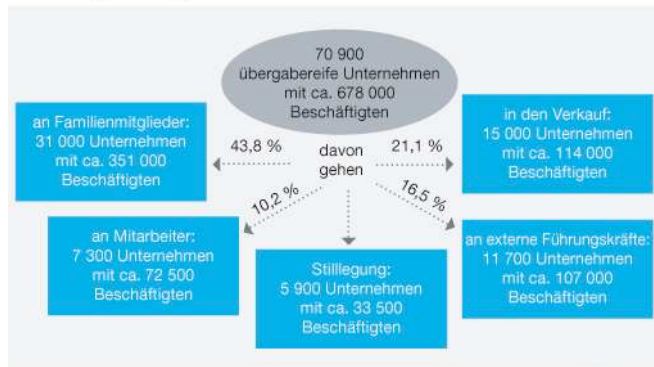 70 900
übergabereife Unternehmen
mit ca. 678 000
Beschäftigten
an Familienmitglieder:
31 000 Unternehmen
mit ca. 351 000
Beschäftigten
43,8 %
davon
gehen
21,1 %
in den Verkauf:
15 000 Unternehmen
mit ca. 114 000
Beschäftigten
10,2 %
16,5 %
an Mitarbeiter:
7 300 Unternehmen
mit ca. 72 500
Beschäftigten
Stilllegung:
5 900 Unternehmen
mit ca. 33 500
Beschäftigten
an externe Führungskräfte:
11 700 Unternehmen
mit ca. 107 000
Beschäftigten